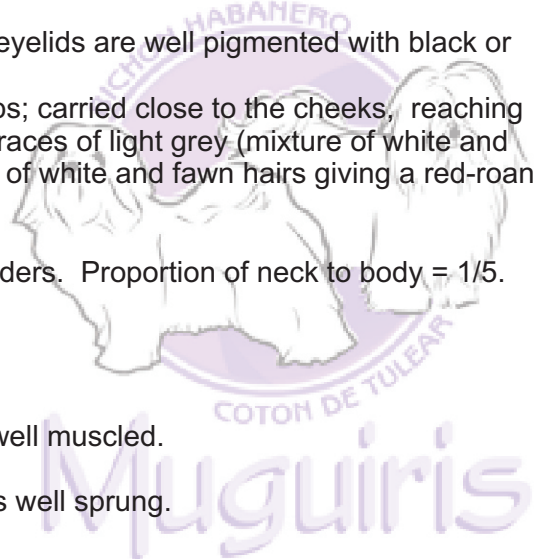 BICHON HABANERO
eyelids are well pigmented with black or
ps; carried close to the cheeks, reaching
races of light grey (mixture of white and
of white and fawn hairs giving a red-roan
ders. Proportion of neck to body = 1/5.
COTON DE TULEAR
well muscled.
Muguiris
s well sprung.